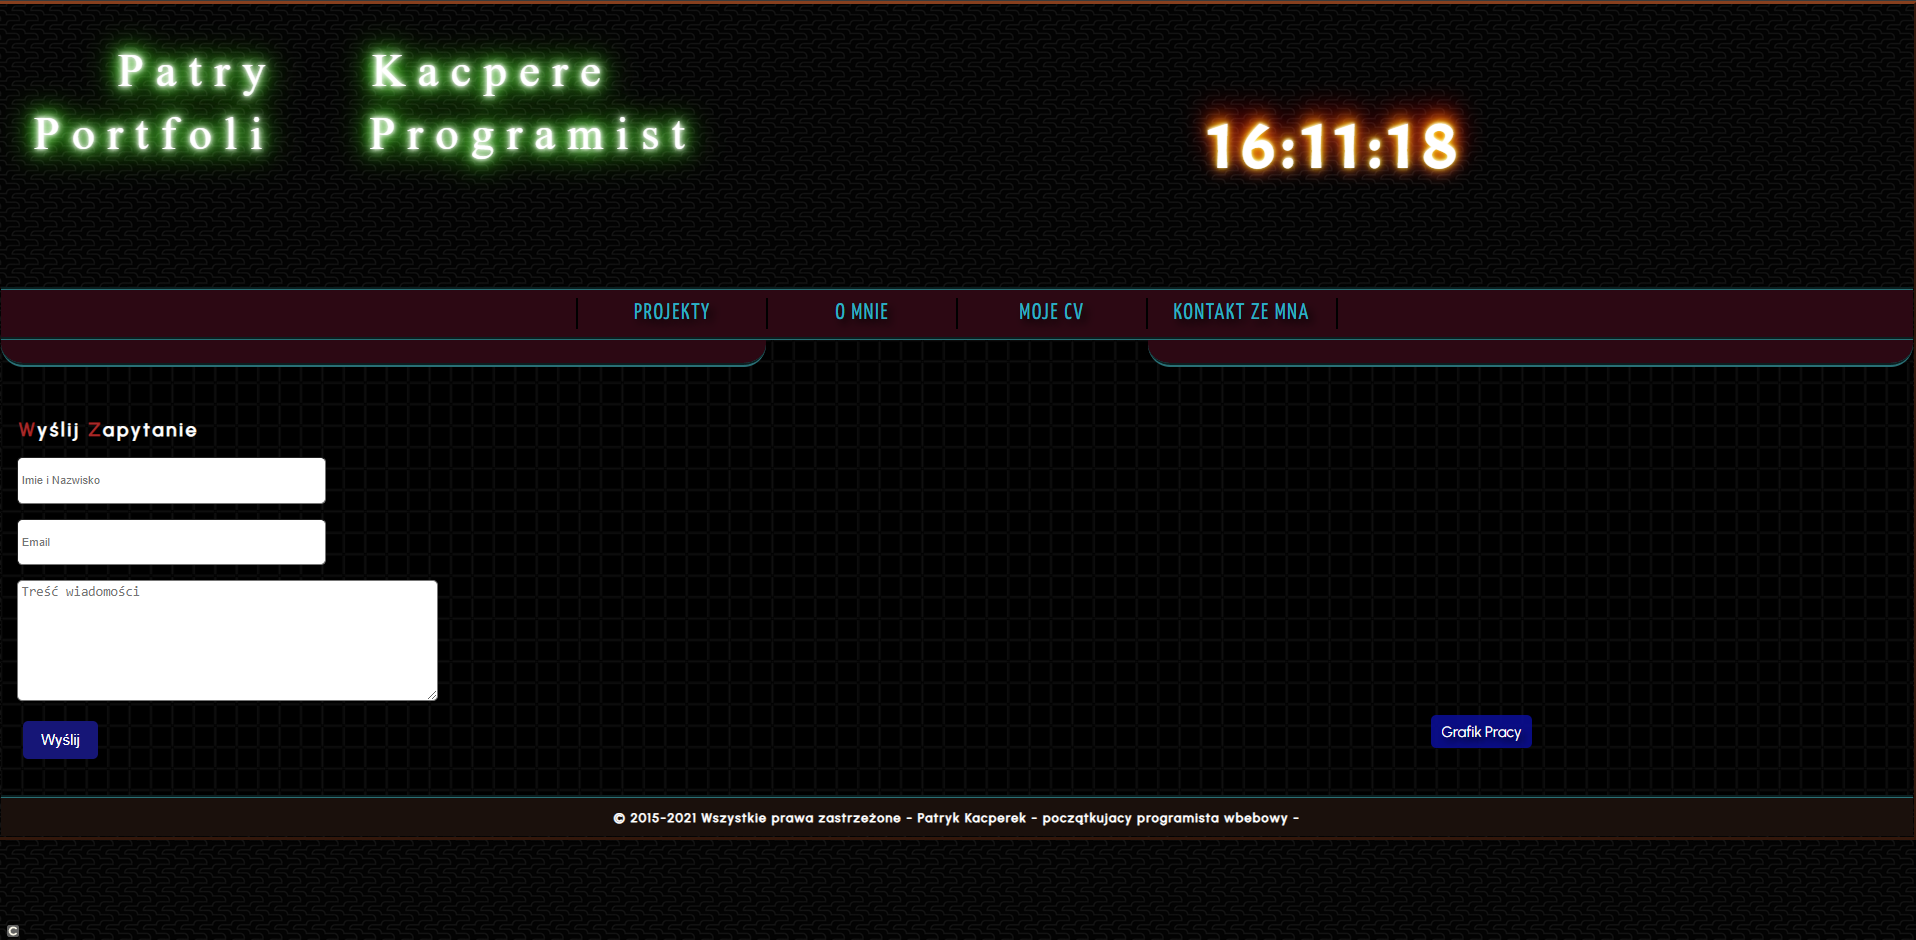 Patry Kacpere
Portfoli Programist
16:11:18
PROJEKTY
O MNIE
MOJE CV
KONTAKT ZE MNA
Wyślij Zapytanie
Imie i Nazwisko
Email
Treść wiadomości
Wyślij
Grafik Pracy
© 2015-2021 Wszystkie prawa zastrzeżone - Patryk Kacperek - początkujacy programista wbebowy -
C